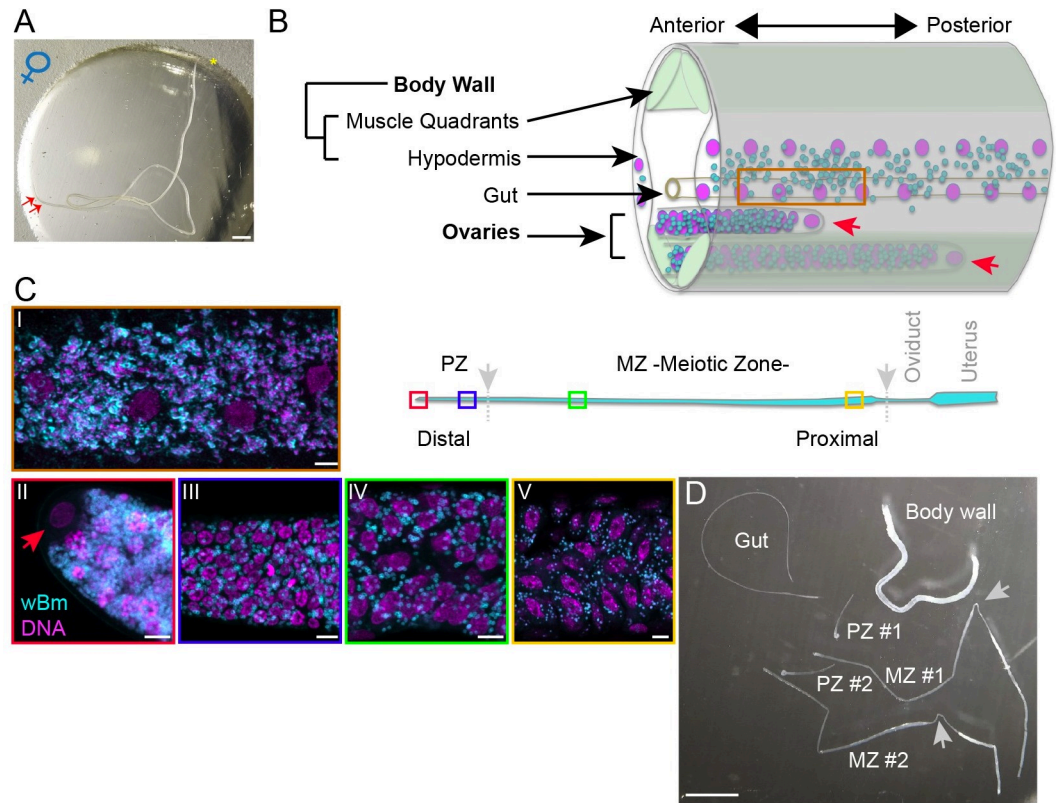 A
*
B
Anterior
Posterior
Body Wall
Muscle Quadrants
Hypodermis
Gut
Ovaries
C
I
PZ
MZ -Meiotic Zone-
Oviduct
Uterus
Distal
Proximal
II
wBm
DNA
III
IV
V
D
Gut
Body wall
PZ #1
PZ #2
MZ #1
MZ #2